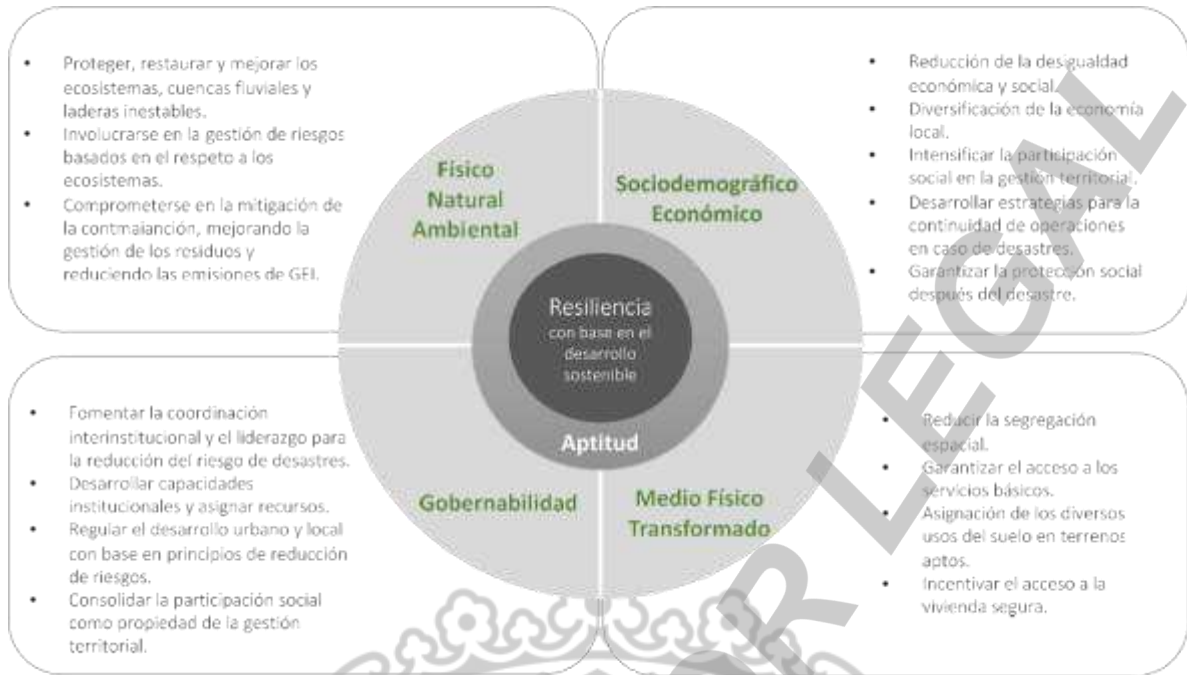 • Proteger, restaurar y mejorar los
ecosistemas, cuencas fluviales y
laderas inestables.
• Involucrarse en la gestión de riesgos
basados en el respeto a los
ecosistemas.
• Comprometerse en la mitigación de
la contmaianción, mejorando la
gestión de los residuos y
reduciendo las emisiones de GEI.
• Reducción de la desigualdad
económica y social.
• Diversificación de la economía
local.
• Intensificar la participación
social en la gestión territorial.
• Desarrollar estrategias para la
continuidad de operaciones
en caso de desastres.
• Garantizar la protección social
después del desastre.
Físico
Natural
Ambiental
Sociodemográfico
Económico
Resiliencia
con base en el
desarrollo
sostenible
Aptitud
Gobernabilidad
Medio Físico
Transformado
• Fomentar la coordinación
interinstitucional y el liderazgo para
la reducción del riesgo de desastres.
• Desarrollar capacidades
institucionales y asignar recursos.
• Regular el desarrollo urbano y local
con base en principios de reducción
de riesgos.
• Consolidar la participación social
como propiedad de la gestión
territorial.
• Reducir la segregación
espacial.
• Garantizar el acceso a los
servicios básicos.
• Asignación de los diversos
usos del suelo en terrenos
aptos.
• Incentivar el acceso a la
vivienda segura.
OR LEGAL